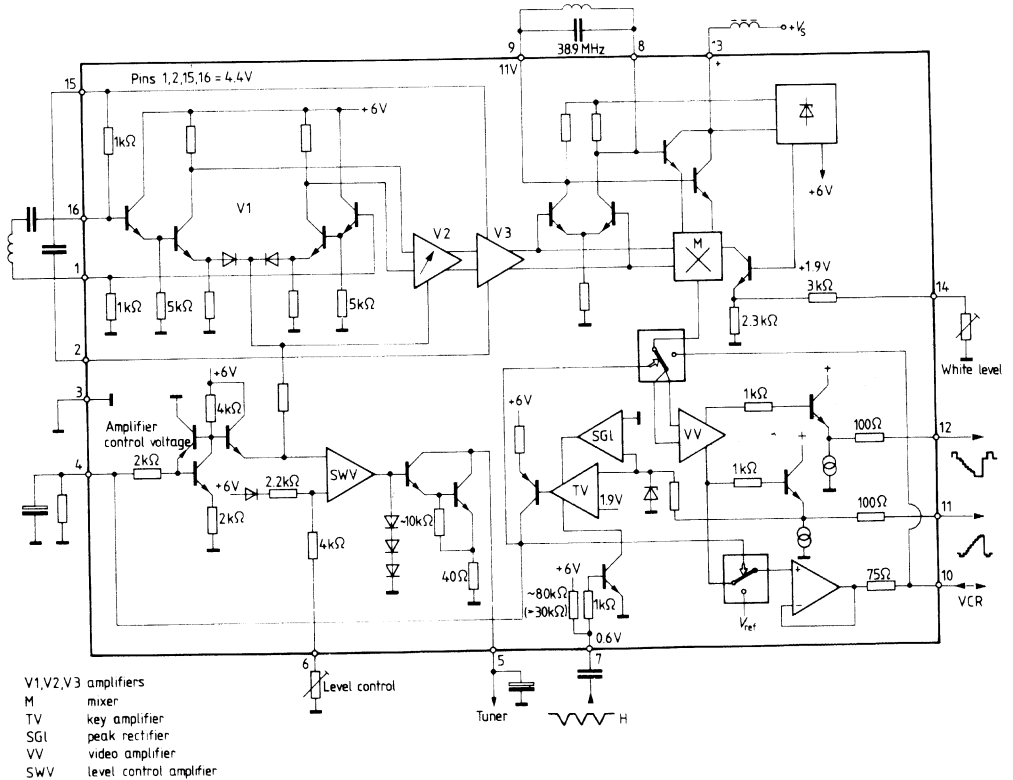 +Vs
9
38.9 MHz
8
13
11V
+
15
Pins 1,2,15,16 = 4.4V
+6V
1kΩ
+6V
16
V1
V2
V3
M
1
+1.9V
14
3kΩ
1kΩ
5kΩ
5kΩ
2.3kΩ
2
White level
3
+6V
+
4kΩ
+6V
1kΩ
Amplifier
control voltage
SGl
VV
100Ω
12
4
2kΩ
SWV
+
1kΩ
+6V
2.2kΩ
TV
1.9V
2kΩ
~10kΩ
100Ω
11
4kΩ
40Ω
+6V
~80kΩ
(>30kΩ)
1kΩ
+
75Ω
10
−
VCR
Vref
0.6V
6
5
7
Level control
Tuner
H
V1,V2,V3 amplifiers
M mixer
TV key amplifier
SGl peak rectifier
VV video amplifier
SWV level control amplifier